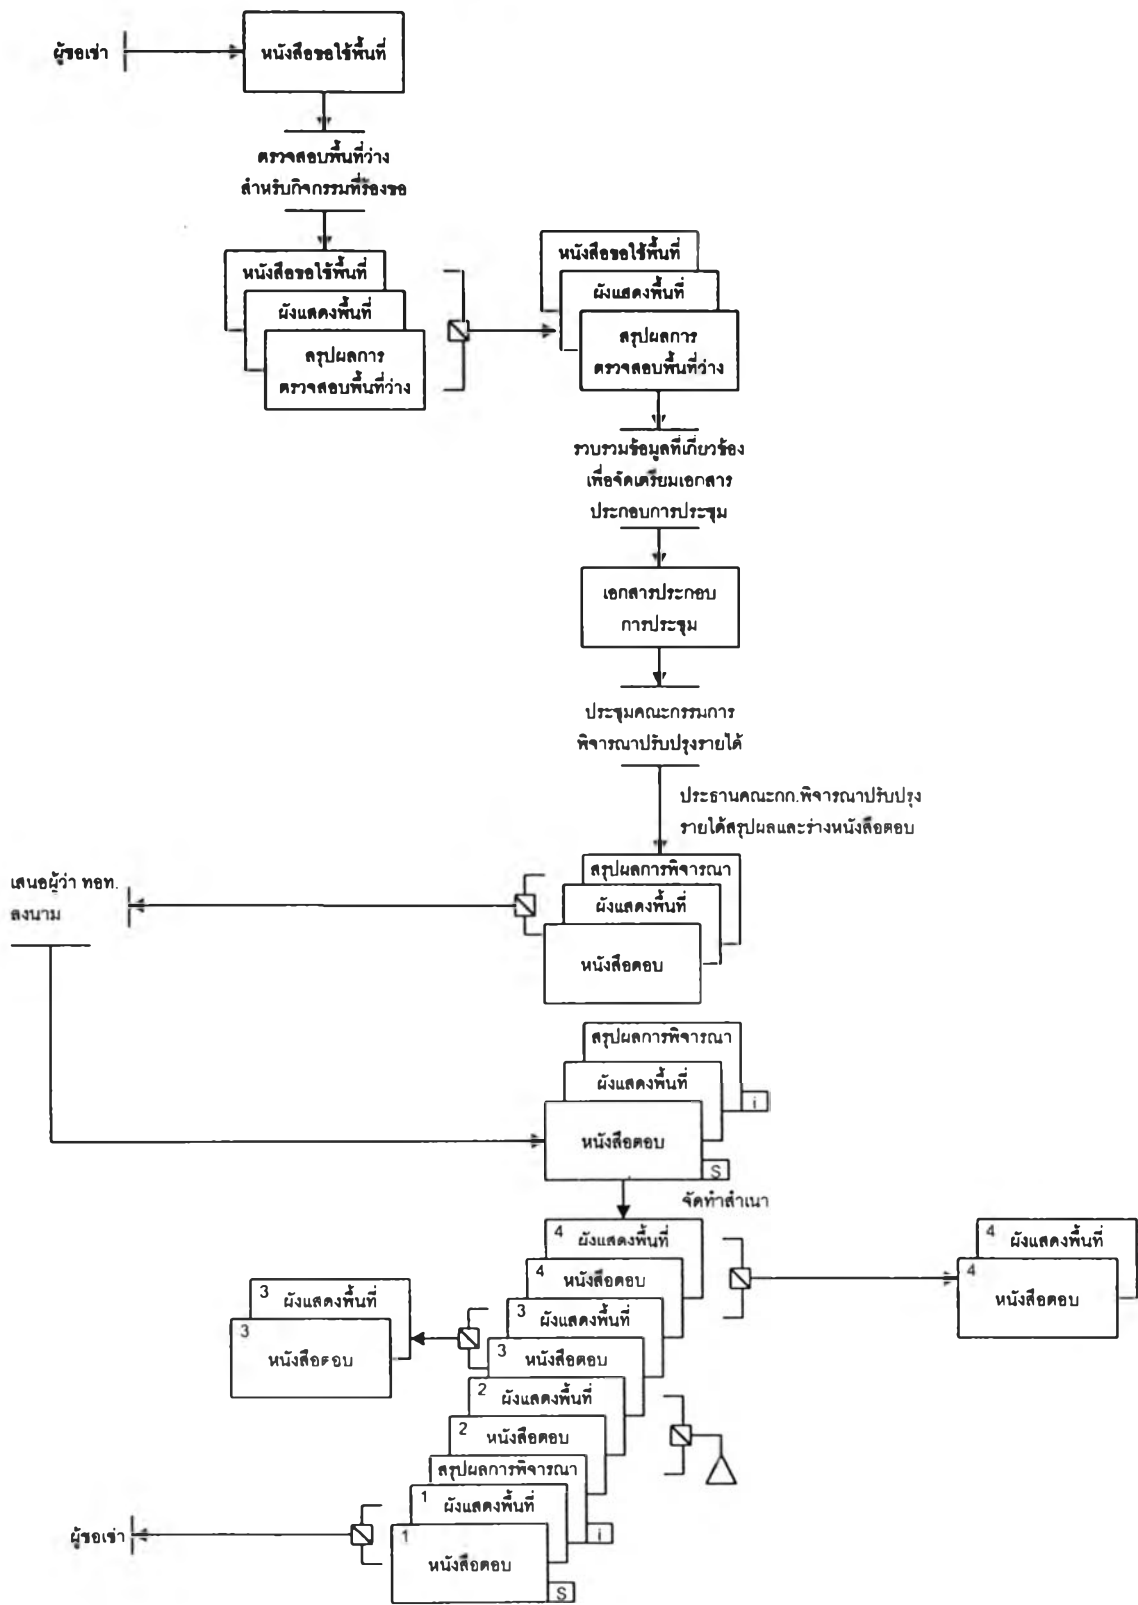 ผู้ขอเช่า
หนังสือขอใช้พื้นที่
ตรวจสอบพื้นที่ว่าง
สำหรับกิจกรรมที่ร้องขอ
หนังสือขอใช้พื้นที่
ผังแสดงพื้นที่
สรุปผลการ
ตรวจสอบพื้นที่ว่าง
หนังสือขอใช้พื้นที่
ผังแสดงพื้นที่
สรุปผลการ
ตรวจสอบพื้นที่ว่าง
รวบรวมข้อมูลที่เกี่ยวข้อง
เพื่อจัดเตรียมเอกสาร
ประกอบการประชุม
เอกสารประกอบ
การประชุม
ประชุมคณะกรรมการ
พิจารณาปรับปรุงรายได้
ประธานคณะกก.พิจารณาปรับปรุง
รายได้สรุปผลและร่างหนังสือตอบ
สรุปผลการพิจารณา
ผังแสดงพื้นที่
หนังสือตอบ
เสนอผู้ว่า ทอท.
ลงนาม
สรุปผลการพิจารณา
ผังแสดงพื้นที่
i
หนังสือตอบ
S
จัดทำสำเนา
4
ผังแสดงพื้นที่
4
หนังสือตอบ
4
ผังแสดงพื้นที่
4
หนังสือตอบ
3
ผังแสดงพื้นที่
3
หนังสือตอบ
3
ผังแสดงพื้นที่
3
หนังสือตอบ
2
ผังแสดงพื้นที่
2
หนังสือตอบ
สรุปผลการพิจารณา
i
1
ผังแสดงพื้นที่
1
หนังสือตอบ
S
ผู้ขอเช่า